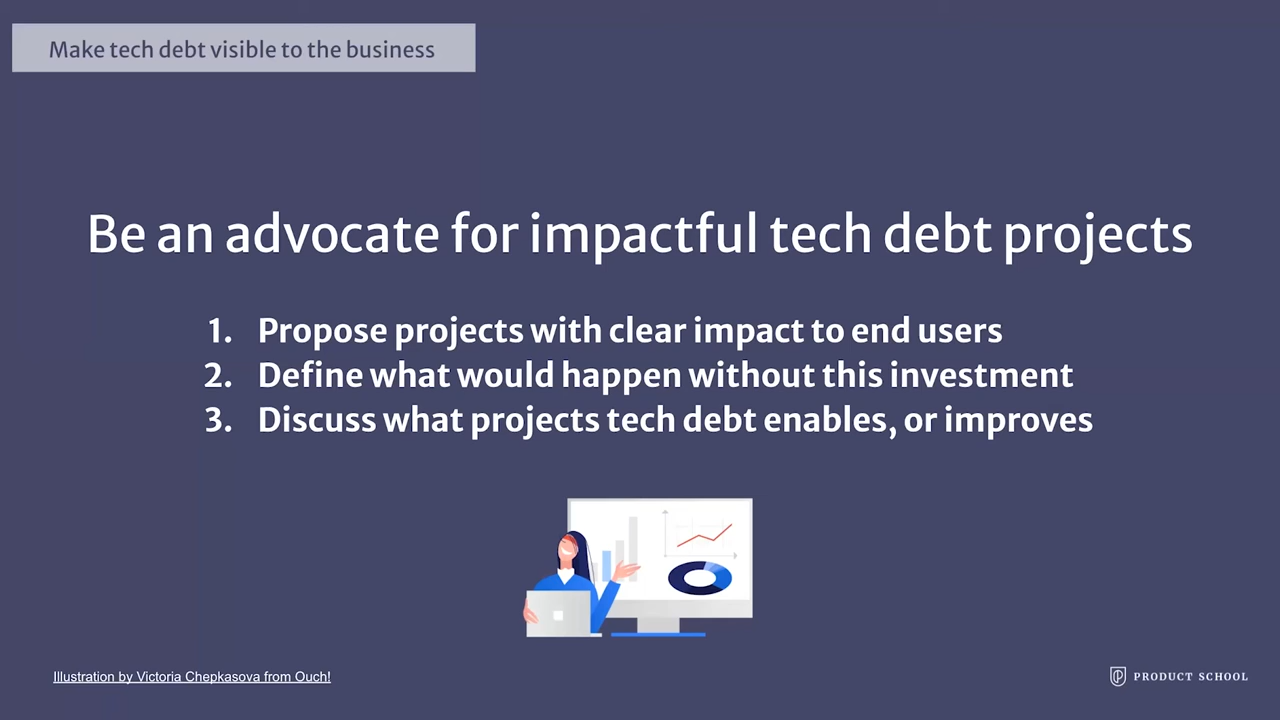 Make tech debt visible to the business
Be an advocate for impactful tech debt projects
1. Propose projects with clear impact to end users
2. Define what would happen without this investment
3. Discuss what projects tech debt enables, or improves
Illustration by Victoria Chepkasova from Ouch!
PRODUCT SCHOOL